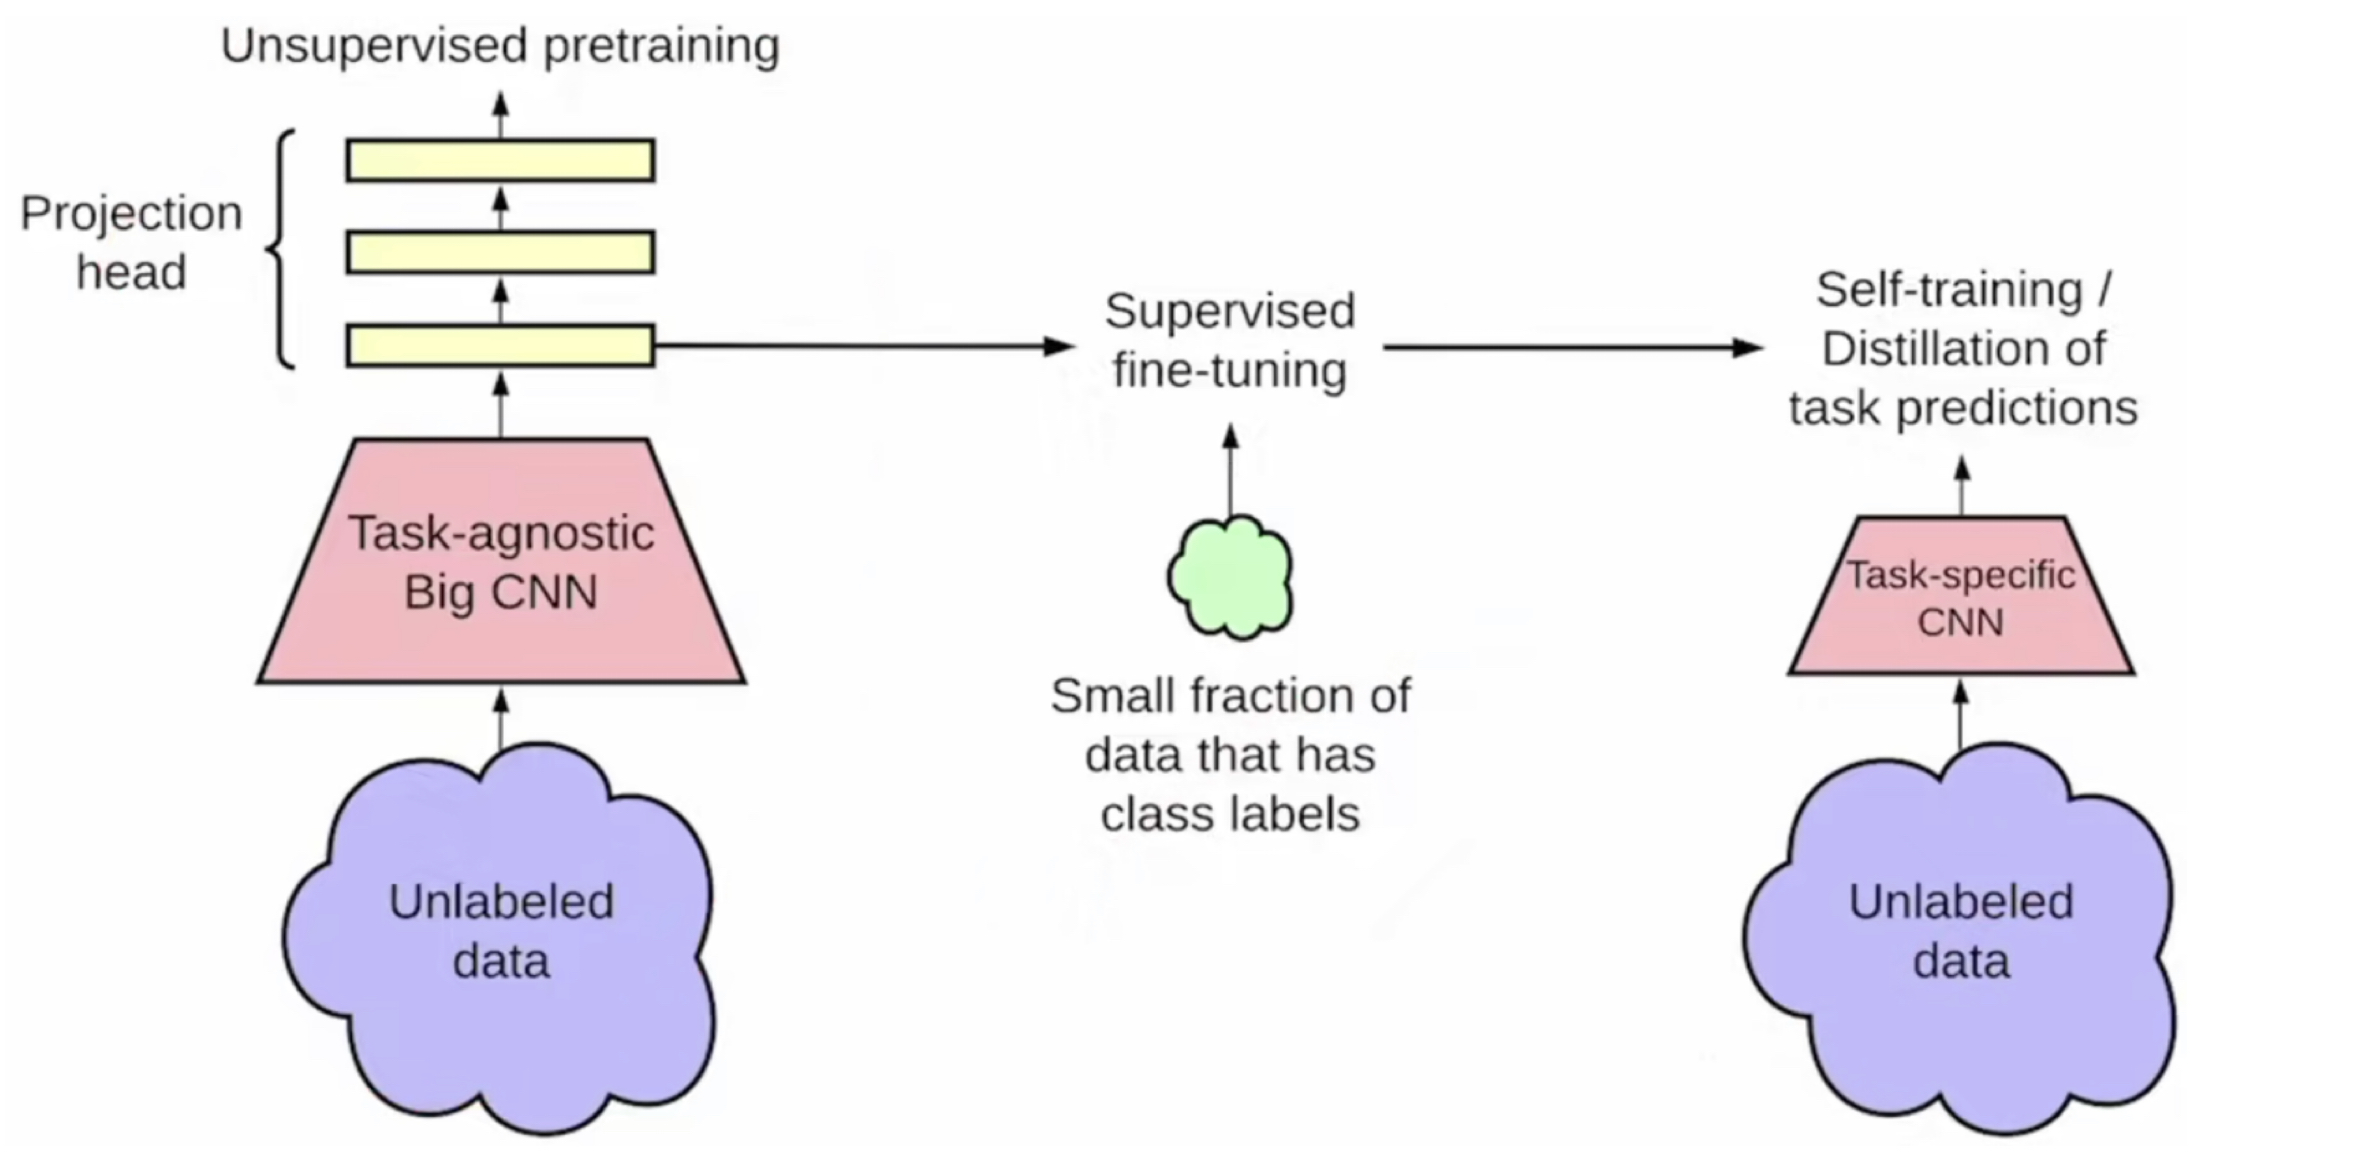 Unsupervised pretraining
Projection
head
Task-agnostic
Big CNN
Unlabeled
data
Supervised
fine-tuning
Small fraction of
data that has
class labels
Self-training /
Distillation of
task predictions
Task-specific
CNN
Unlabeled
data